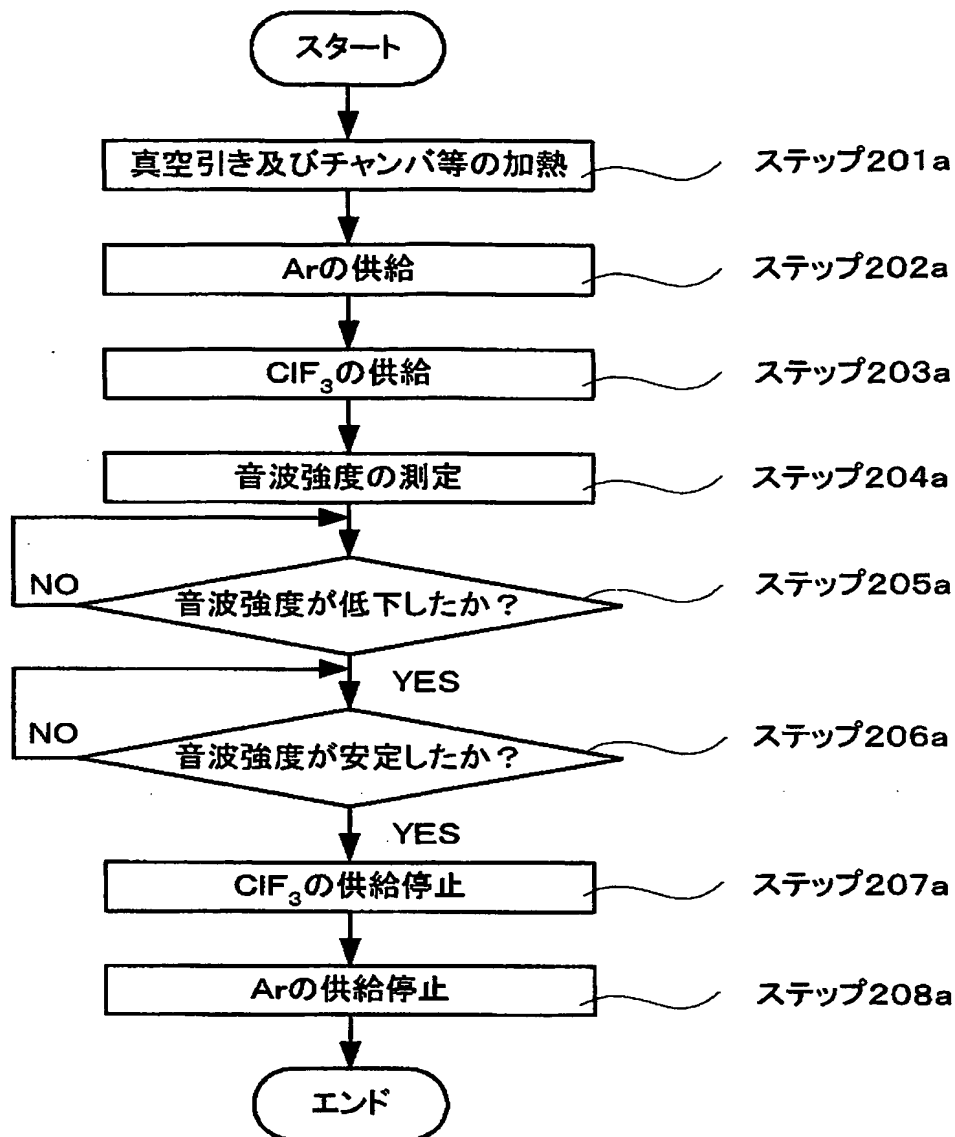 スタート
真空引き及びチャンバ等の加熱
ステップ201a
Arの供給
ステップ202a
ClF₃の供給
ステップ203a
音波強度の測定
ステップ204a
音波強度が低下したか？
ステップ205a
NO
YES
音波強度が安定したか？
ステップ206a
NO
YES
ClF₃の供給停止
ステップ207a
Arの供給停止
ステップ208a
エンド